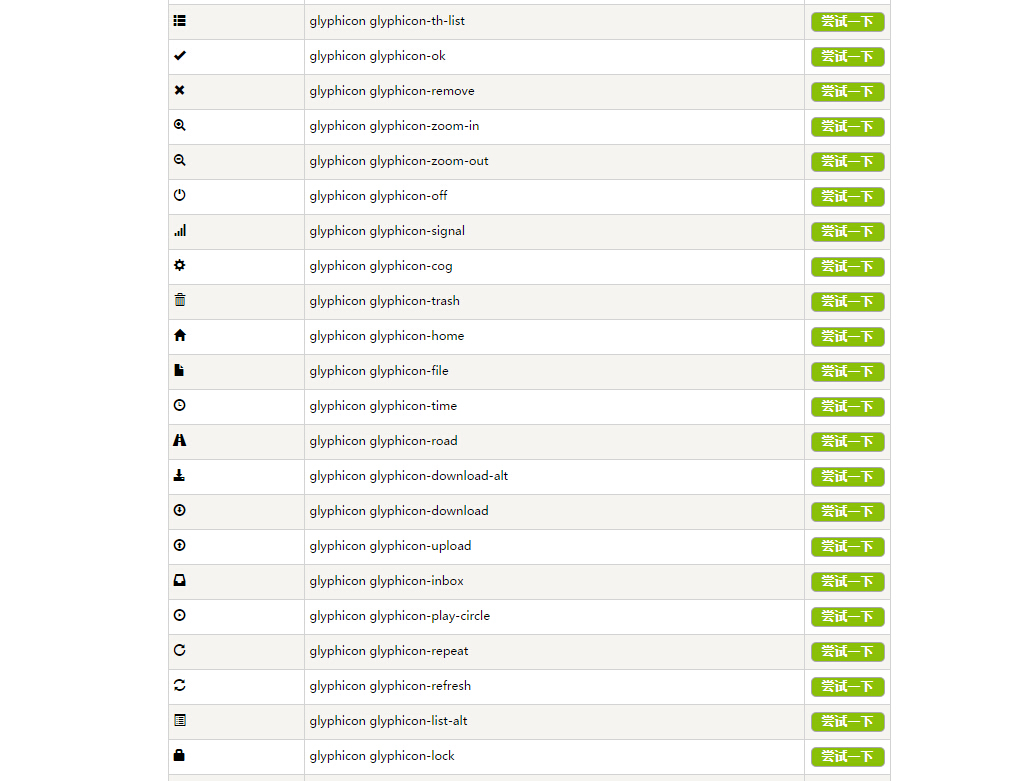 glyphicon glyphicon-th-list 尝试一下
glyphicon glyphicon-ok 尝试一下
glyphicon glyphicon-remove 尝试一下
glyphicon glyphicon-zoom-in 尝试一下
glyphicon glyphicon-zoom-out 尝试一下
glyphicon glyphicon-off 尝试一下
glyphicon glyphicon-signal 尝试一下
glyphicon glyphicon-cog 尝试一下
glyphicon glyphicon-trash 尝试一下
glyphicon glyphicon-home 尝试一下
glyphicon glyphicon-file 尝试一下
glyphicon glyphicon-time 尝试一下
glyphicon glyphicon-road 尝试一下
glyphicon glyphicon-download-alt 尝试一下
glyphicon glyphicon-download 尝试一下
glyphicon glyphicon-upload 尝试一下
glyphicon glyphicon-inbox 尝试一下
glyphicon glyphicon-play-circle 尝试一下
glyphicon glyphicon-repeat 尝试一下
glyphicon glyphicon-refresh 尝试一下
glyphicon glyphicon-list-alt 尝试一下
glyphicon glyphicon-lock 尝试一下